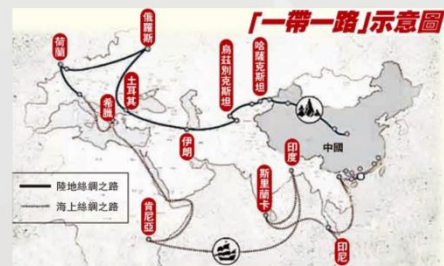 「一帶一路」示意圖
荷蘭
俄羅斯
土耳其
希臘
伊朗
烏茲別克斯坦
哈薩克斯坦
中國
印度
斯里蘭卡
肯尼亞
印尼
陸地絲綢之路
海上絲綢之路